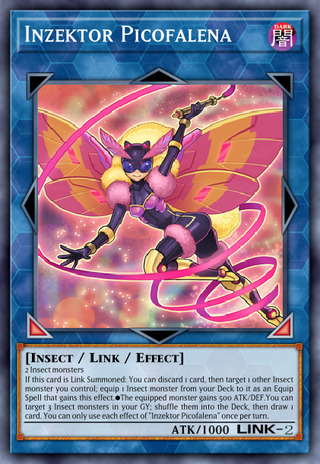 Inzektor Picofalena
DARK
闇
[Insect / Link / Effect]
2 Insect monsters
If this card is Link Summoned: You can discard 1 card, then target 1 other Insect
monster you control; equip 1 Insect monster from your Deck to it as an Equip
Spell that gains this effect.●The equipped monster gains 500 ATK/DEF.You can
target 3 Insect monsters in your GY; shuffle them into the Deck, then draw 1
card. You can only use each effect of "Inzektor Picofalena" once per turn.
ATK/1000 LINK-2